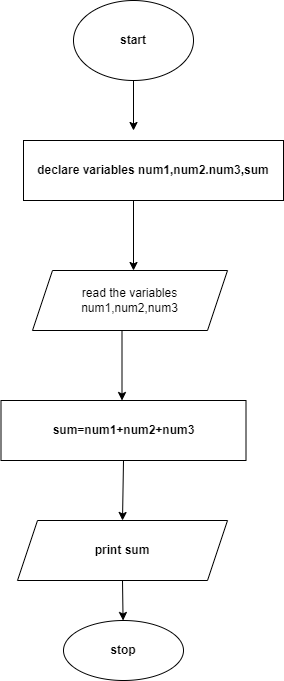 start
declare variables num1,num2.num3,sum
read the variables
num1,num2,num3
sum=num1+num2+num3
print sum
stop